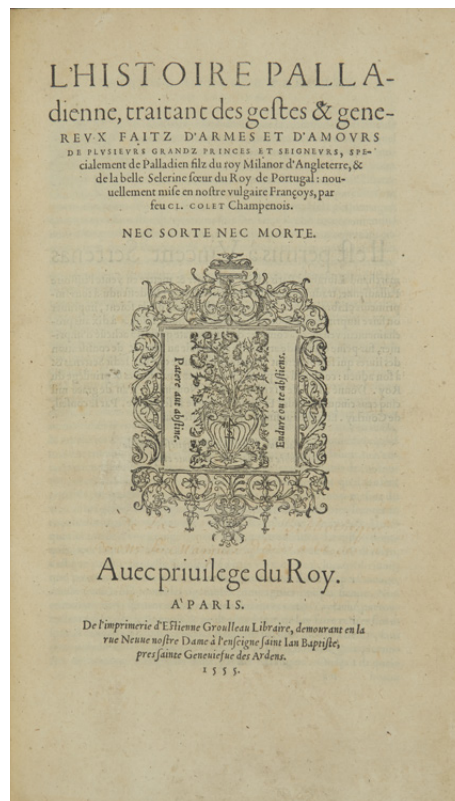 L'HISTOIRE PALLA-
dienne, traitant des gestes & gene-
REVX FAITZ D'ARMES ET D'AMOVRS
DE PLVSIEVRS GRANDZ PRINCES ET SEIGNEVRS, SPE-
cialement de Palladien filz du roy Milanor d'Angleterre, &
de la belle Selerine sœur du Roy de Portugal: nou-
uellement mise en nostre vulgaire Françoys, par
feu CL. COLET Champenois.
NEC SORTE NEC MORTE.
Patere aut abstine.
Endure ou te abstiens.
Auec priuilege du Roy.
A' PARIS.
De l'imprimerie d'Estienne Groulleau Libraire, demourant en la
rue Neuue nostre Dame à l'enseigne saint Ian Baptiste,
pres sainte Geneuiefue des Ardens.
1555.